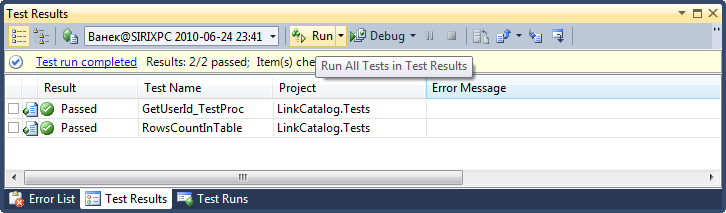 Test Results
Ванек@SIRIXPC 2010-06-24 23:41 Run Debug
Test run completed Results: 2/2 passed; Item(s) che
Run All Tests in Test Results
Result Test Name Project Error Message
Passed GetUserId_TestProc LinkCatalog.Tests
Passed RowsCountInTable LinkCatalog.Tests
Error List Test Results Test Runs